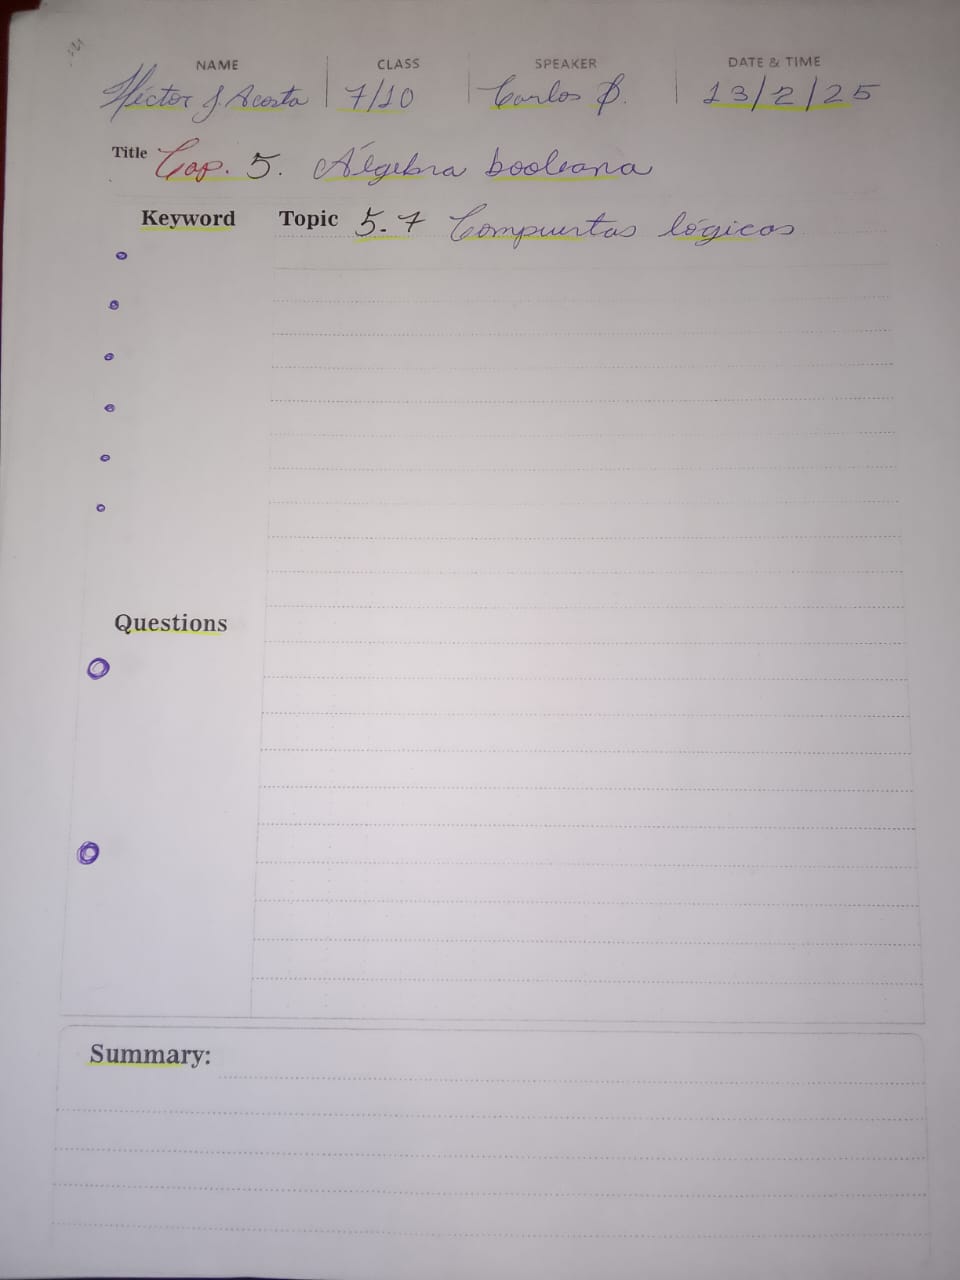 NAME CLASS SPEAKER DATE & TIME
Héctor J. Acosta 7/10 Carlos B. 13/2/25
Title Cap. 5. Álgebra booleana
Keyword Topic 5.7 Compuertas lógicas
Questions
Summary: